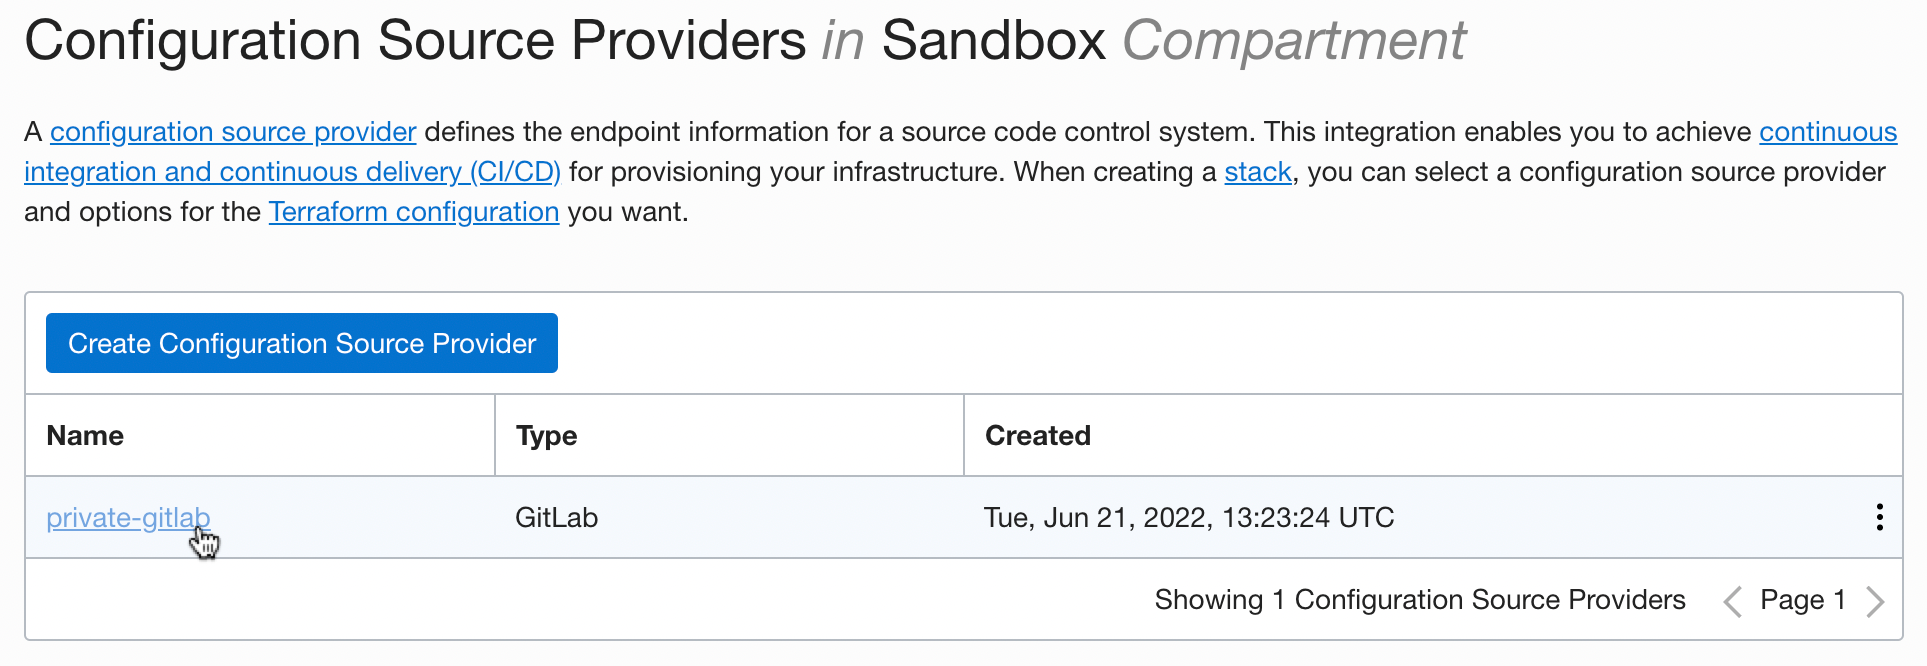 Configuration Source Providers in Sandbox Compartment
A configuration source provider defines the endpoint information for a source code control system. This integration enables you to achieve continuous
integration and continuous delivery (CI/CD) for provisioning your infrastructure. When creating a stack, you can select a configuration source provider
and options for the Terraform configuration you want.
Create Configuration Source Provider
Name Type Created
private-gitlab GitLab Tue, Jun 21, 2022, 13:23:24 UTC
Showing 1 Configuration Source Providers Page 1